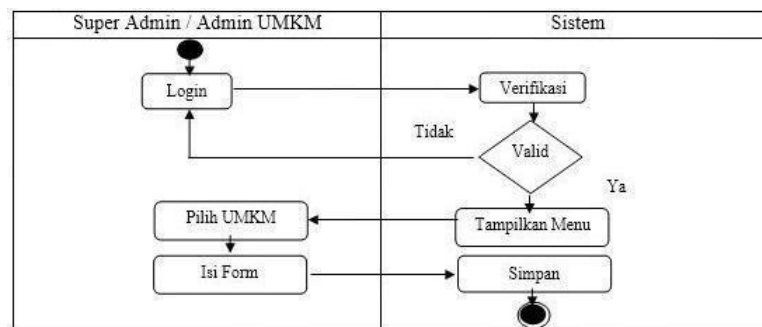 Super Admin / Admin UMKM
Sistem
Login
Verifikasi
Tidak
Valid
Ya
Pilih UMKM
Tampilkan Menu
Isi Form
Simpan